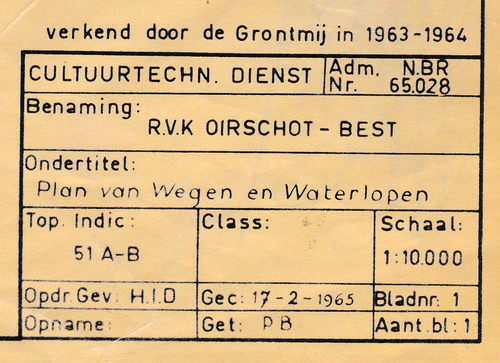 verkend door de Grontmij in 1963-1964
CULTUURTECHN. DIENST
Adm. N.BR
Nr. 65.028
Benaming:
R.V.K OIRSCHOT - BEST
Ondertitel:
Plan van Wegen en Waterlopen
Top. Indic:
51 A-B
Class:
Schaal:
1:10.000
Opdr. Gev: H.I.D
Gec: 17-2-1965
Bladnr: 1
Opname:
Get: PB
Aant. bl: 1